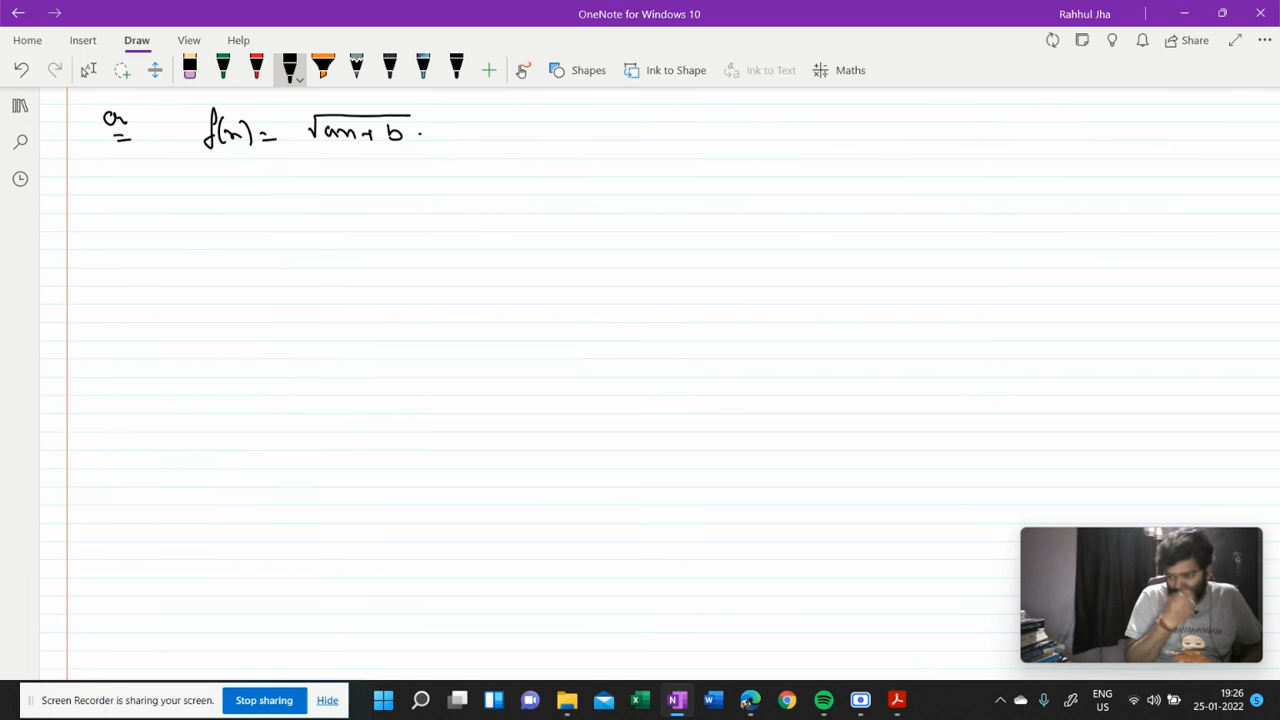 OneNote for Windows 10
Rahhul Jha
Home Insert Draw View Help
Share
Shapes Ink to Shape Ink to Text Maths
Q
f(x) = √ax+b .
Screen Recorder is sharing your screen. Stop sharing Hide
ENG
US
19:26
25-01-2022
5